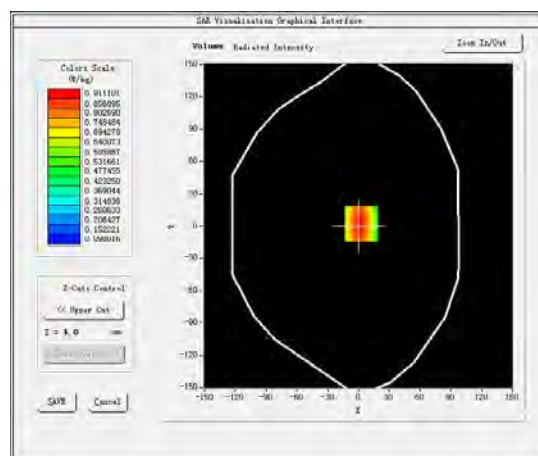 SAR Visualisation Graphical Interface
Volume Radiated Intensity
Zoom In/Out
Colors Scale
(W/kg)
0.911101
0.856895
0.802690
0.748484
0.694278
0.640073
0.585867
0.531661
0.477455
0.423250
0.369044
0.314838
0.260633
0.206427
0.152221
0.098016
150
120
90
60
30
0
-30
-60
-90
-120
-150
Y
-150 -120 -90 -60 -30 0 30 60 90 120 150
X
Z-Cuts Control
<< Upper Cut
SAVE
Cancel